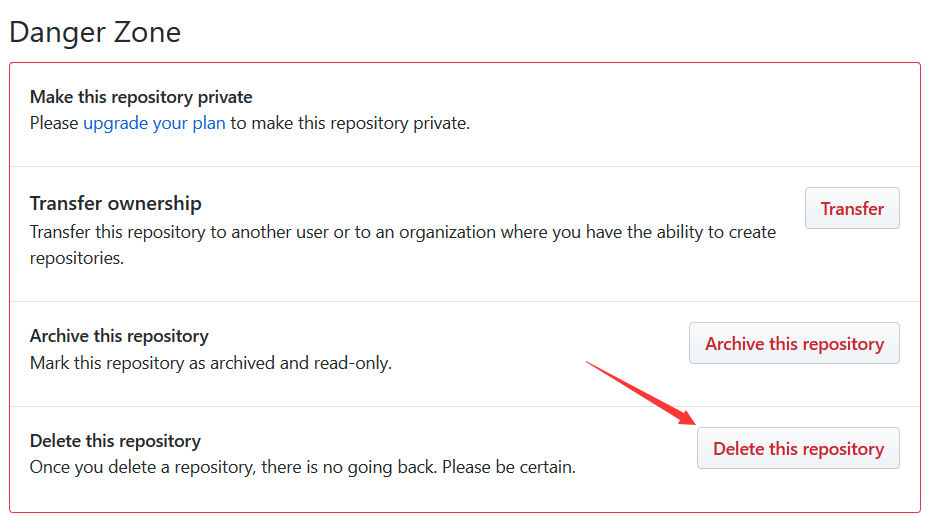 Danger Zone
Make this repository private
Please upgrade your plan to make this repository private.
Transfer ownership
Transfer
Transfer this repository to another user or to an organization where you have the ability to create
repositories.
Archive this repository
Archive this repository
Mark this repository as archived and read-only.
Delete this repository
Delete this repository
Once you delete a repository, there is no going back. Please be certain.